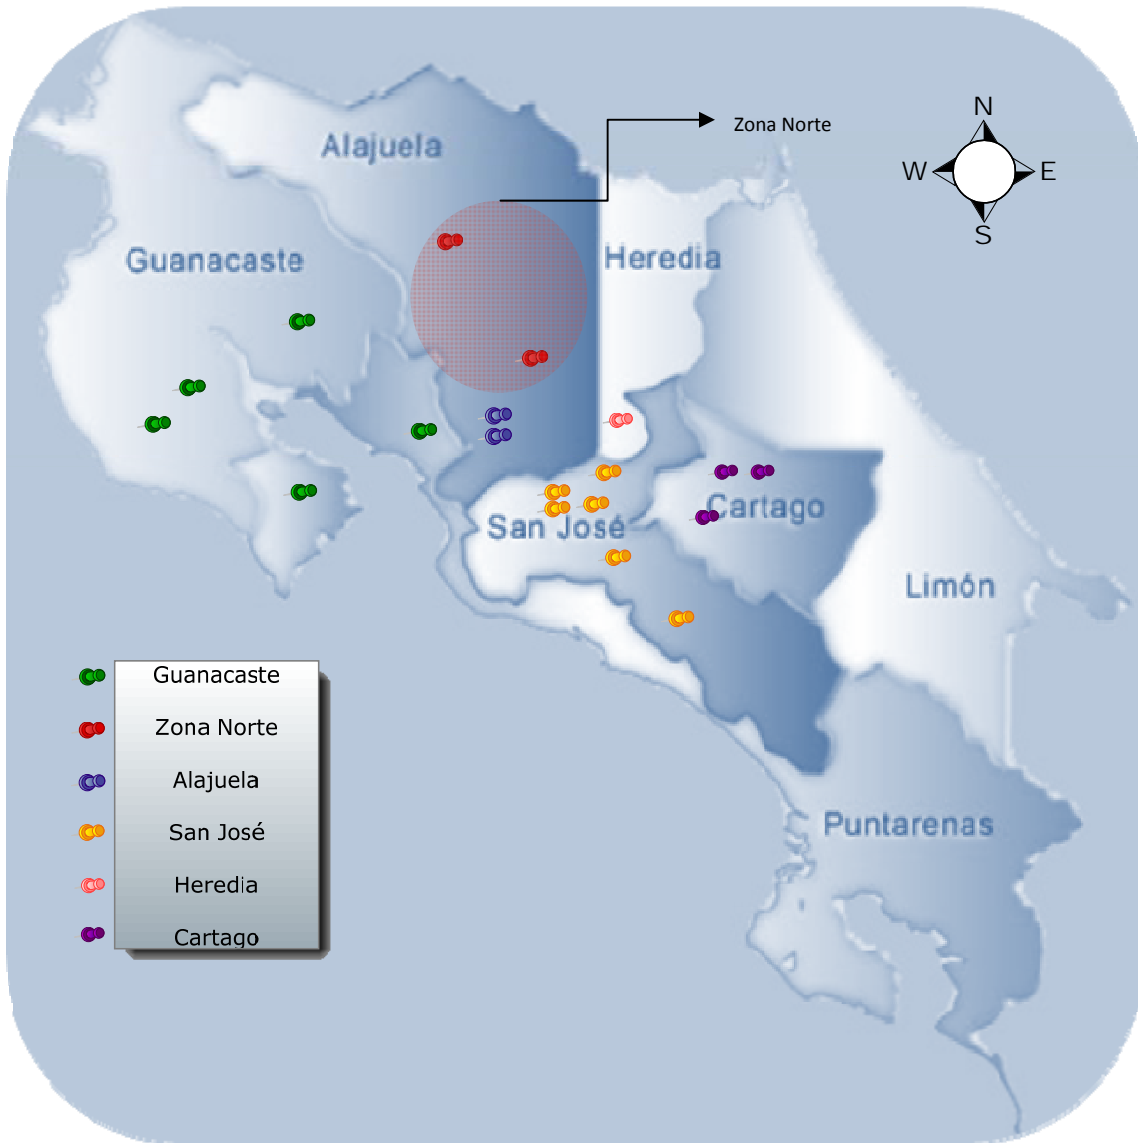 N
Zona Norte
Alajuela
W
E
S
Guanacaste
Heredia
Cartago
San José
Limón
Guanacaste
Zona Norte
Alajuela
San José
Heredia
Cartago
Puntarenas